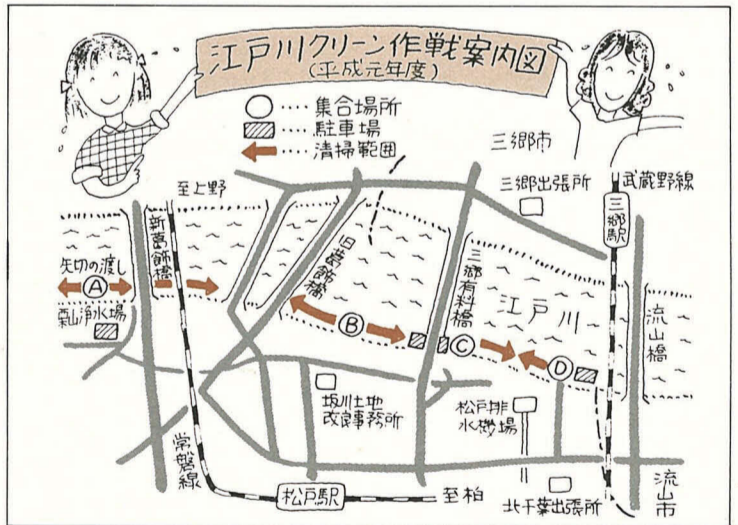 江戸川クリーン作戦案内図
(平成元年度)
Ⓐ‥‥集合場所
駐車場
清掃範囲
三郷市
至上野
三郷出張所
武蔵野線
三郷駅
新葛飾橋
旧葛飾橋
三郷有料橋
矢切の渡し
A
江戸川
流山橋
栗山浄水場
B
C
D
坂川土地
改良事務所
松戸排
水機場
常磐線
松戸駅
至柏
北千葉出張所
流山市